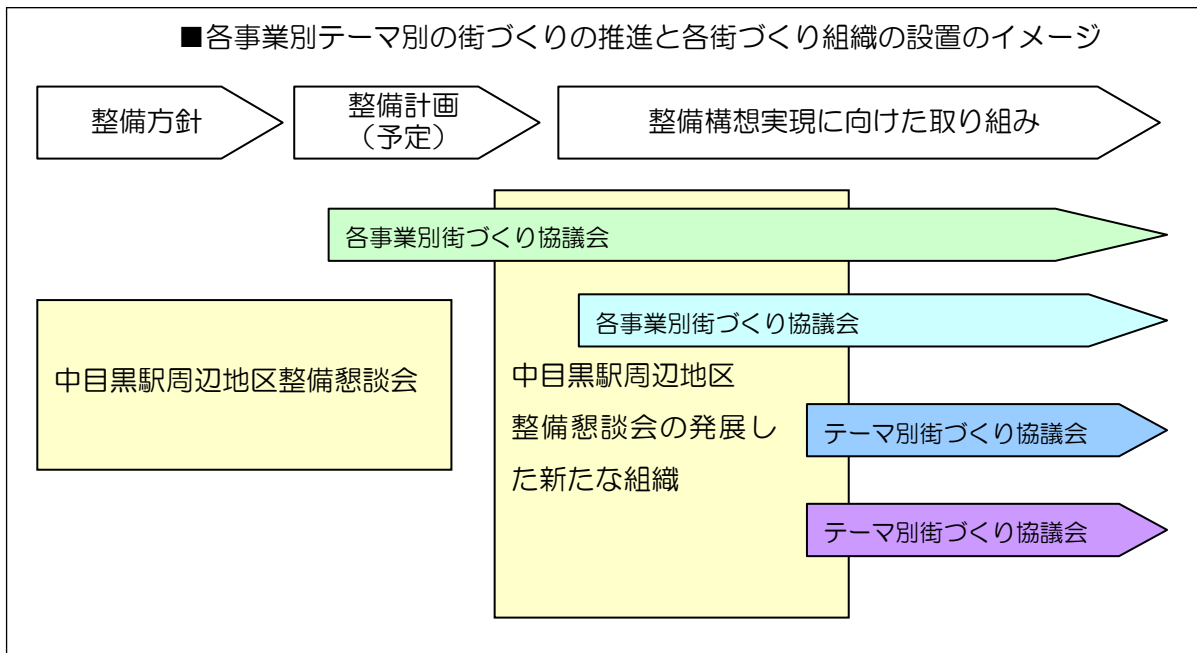 ■各事業別テーマ別の街づくりの推進と各街づくり組織の設置のイメージ
整備方針
整備計画
（予定）
整備構想実現に向けた取り組み
各事業別街づくり協議会
各事業別街づくり協議会
中目黒駅周辺地区整備懇談会
中目黒駅周辺地区
整備懇談会の発展し
た新たな組織
テーマ別街づくり協議会
テーマ別街づくり協議会